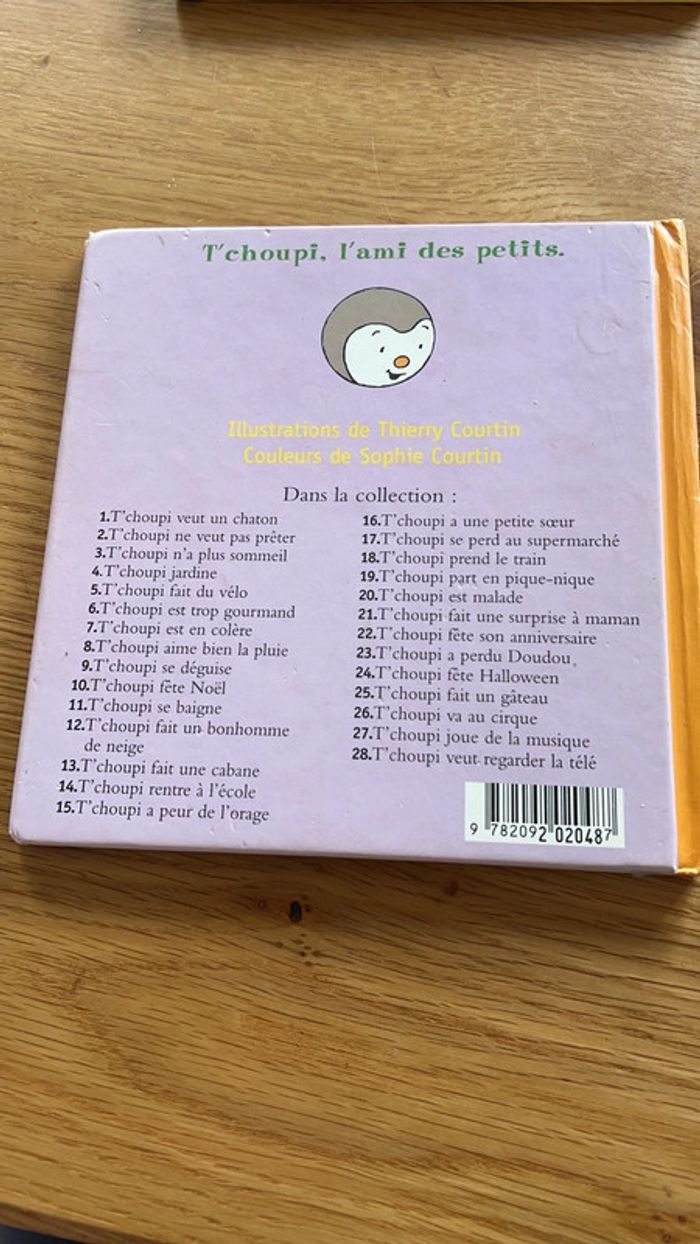 T'choupi, l'ami des petits.
Illustrations de Thierry Courtin
Couleurs de Sophie Courtin
Dans la collection :
1.T'choupi veut un chaton
2.T'choupi ne veut pas prêter
3.T'choupi n'a plus sommeil
4.T'choupi jardine
5.T'choupi fait du vélo
6.T'choupi est trop gourmand
7.T'choupi est en colère
8.T'choupi aime bien la pluie
9.T'choupi se déguise
10.T'choupi fête Noël
11.T'choupi se baigne
12.T'choupi fait un bonhomme
de neige
13.T'choupi fait une cabane
14.T'choupi rentre à l'école
15.T'choupi a peur de l'orage
16.T'choupi a une petite sœur
17.T'choupi se perd au supermarché
18.T'choupi prend le train
19.T'choupi part en pique-nique
20.T'choupi est malade
21.T'choupi fait une surprise à maman
22.T'choupi fête son anniversaire
23.T'choupi a perdu Doudou
24.T'choupi fête Halloween
25.T'choupi fait un gâteau
26.T'choupi va au cirque
27.T'choupi joue de la musique
28.T'choupi veut regarder la télé
9 782092 020487